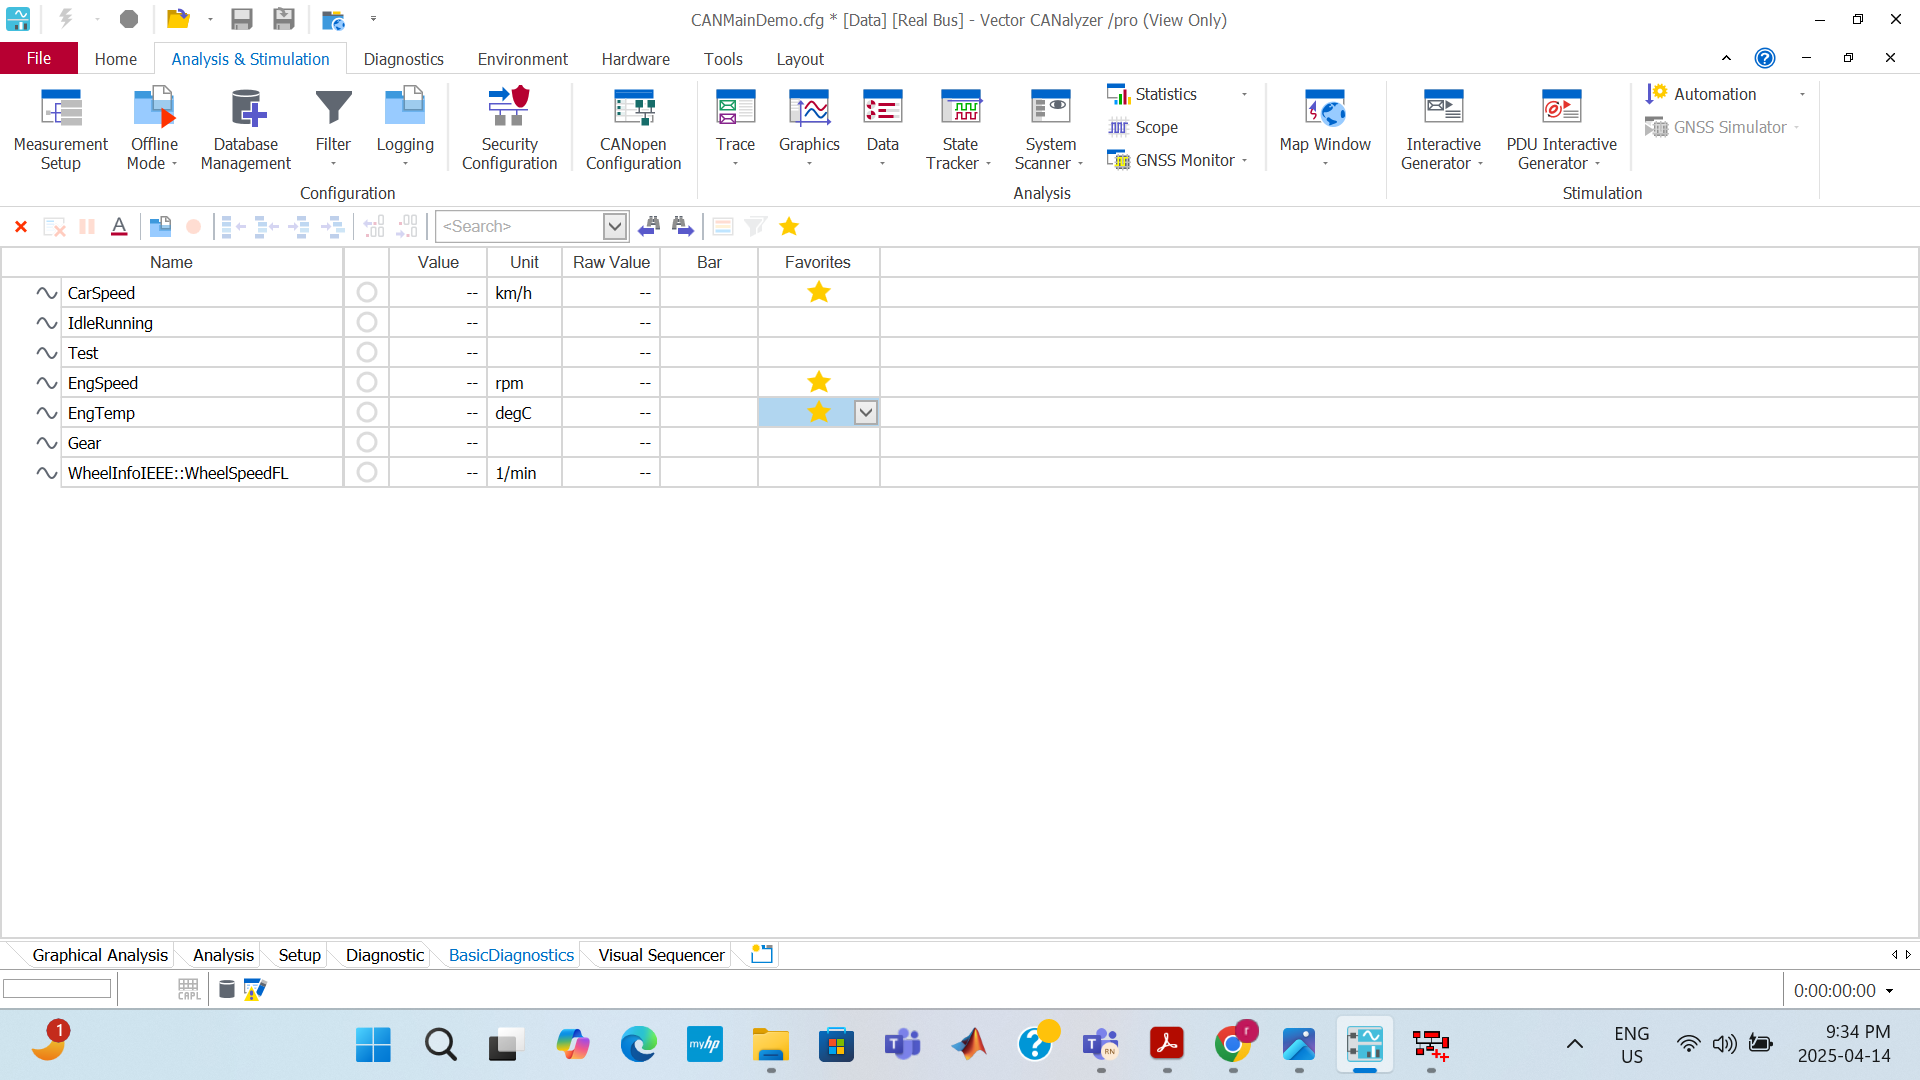 CANMainDemo.cfg * [Data] [Real Bus] - Vector CANalyzer /pro (View Only)
File Home Analysis & Stimulation Diagnostics Environment Hardware Tools Layout
Measurement Setup
Offline Mode
Database Management
Filter
Logging
Security Configuration
CANopen Configuration
Trace
Graphics
Data
State Tracker
System Scanner
Statistics
Scope
GNSS Monitor
Map Window
Interactive Generator
PDU Interactive Generator
Automation
GNSS Simulator
Configuration
Analysis
Stimulation
<Search>
Name Value Unit Raw Value Bar Favorites
CarSpeed -- km/h --
IdleRunning -- --
Test -- --
EngSpeed -- rpm --
EngTemp -- degC --
Gear -- --
WheelInfoIEEE::WheelSpeedFL -- 1/min --
Graphical Analysis Analysis Setup Diagnostic BasicDiagnostics Visual Sequencer
CAPL
0:00:00:00
1
myhp
RN
r
ENG
US
9:34 PM
2025-04-14